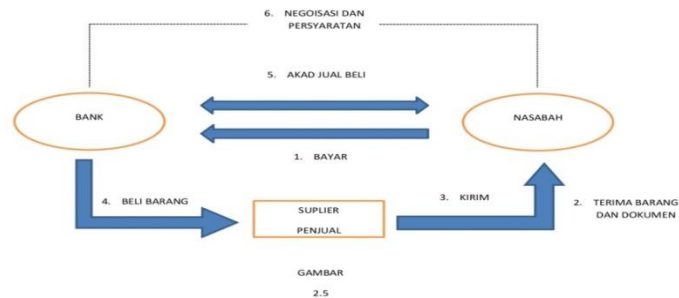 6. NEGOISASI DAN
PERSYARATAN
5. AKAD JUAL BELI
BANK
NASABAH
1. BAYAR
4. BELI BARANG
3. KIRIM
2. TERIMA BARANG
DAN DOKUMEN
SUPLIER
PENJUAL
GAMBAR
2.5